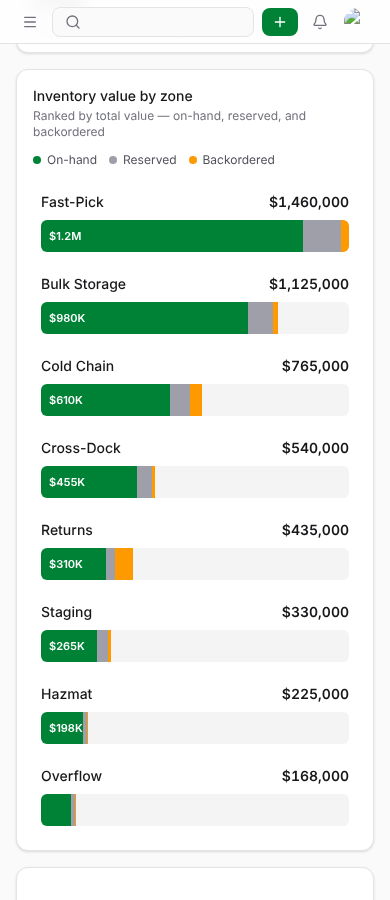 Inventory value by zone
Ranked by total value — on-hand, reserved, and
backordered
On-hand Reserved Backordered
Fast-Pick $1,460,000
$1.2M
Bulk Storage $1,125,000
$980K
Cold Chain $765,000
$610K
Cross-Dock $540,000
$455K
Returns $435,000
$310K
Staging $330,000
$265K
Hazmat $225,000
$198K
Overflow $168,000